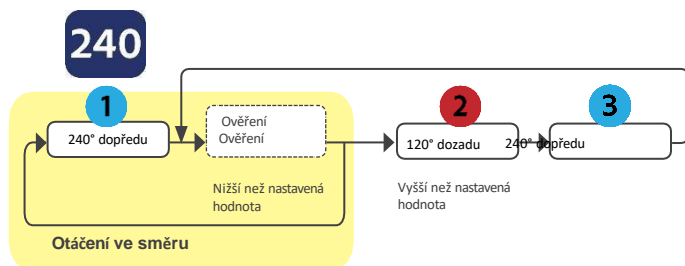 240
1
2
3
240° dopředu
Ověření
Ověření
120° dozadu
240° dopředu
Nižší než nastavená
hodnota
Vyšší než nastavená
hodnota
Otáčení ve směru